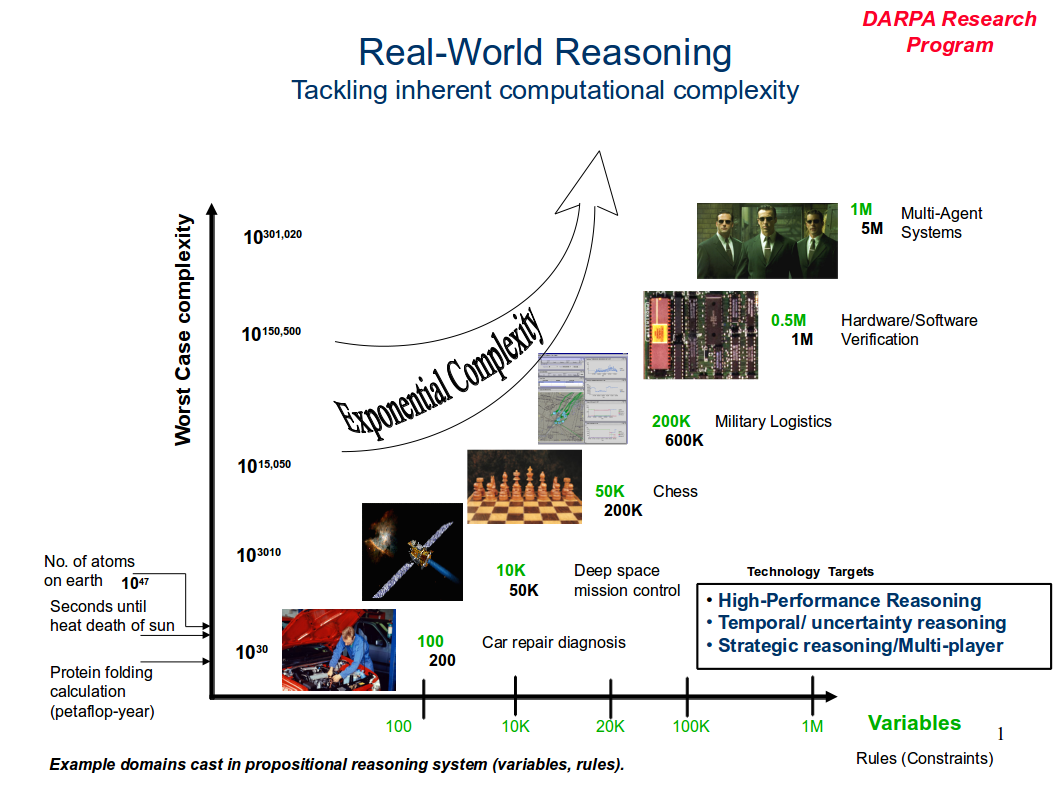 DARPA Research
Program
Real-World Reasoning
Tackling inherent computational complexity
Worst Case complexity
10^301,020
10^150,500
10^15,050
10^3010
10^30
Exponential Complexity
1M
5M
Multi-Agent
Systems
0.5M
1M
Hardware/Software
Verification
200K
600K
Military Logistics
50K
200K
Chess
10K
50K
Deep space
mission control
100
200
Car repair diagnosis
No. of atoms
on earth 10^47
Seconds until
heat death of sun
Protein folding
calculation
(petaflop-year)
Technology Targets
• High-Performance Reasoning
• Temporal/ uncertainty reasoning
• Strategic reasoning/Multi-player
100 10K 20K 100K 1M
Variables
Rules (Constraints)
1
Example domains cast in propositional reasoning system (variables, rules).